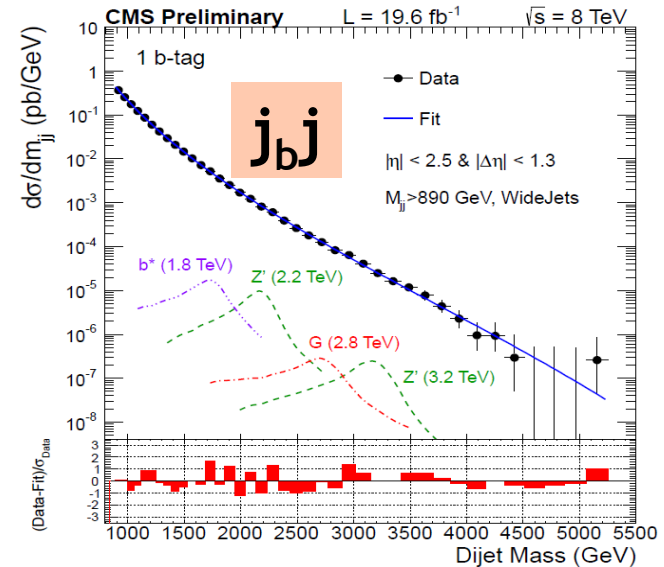 CMS Preliminary L = 19.6 fb⁻¹ √s = 8 TeV
dσ/dm_jj (pb/GeV)
10
1
10⁻¹
10⁻²
10⁻³
10⁻⁴
10⁻⁵
10⁻⁶
10⁻⁷
10⁻⁸
1 b-tag
j_b j
Data
Fit
|η| < 2.5 & |Δη| < 1.3
M_jj>890 GeV, WideJets
b* (1.8 TeV)
Z' (2.2 TeV)
G (2.8 TeV)
Z' (3.2 TeV)
(Data-Fit)/σ_Data
3
2
1
0
-1
-2
-3
1000 1500 2000 2500 3000 3500 4000 4500 5000 5500
Dijet Mass (GeV)